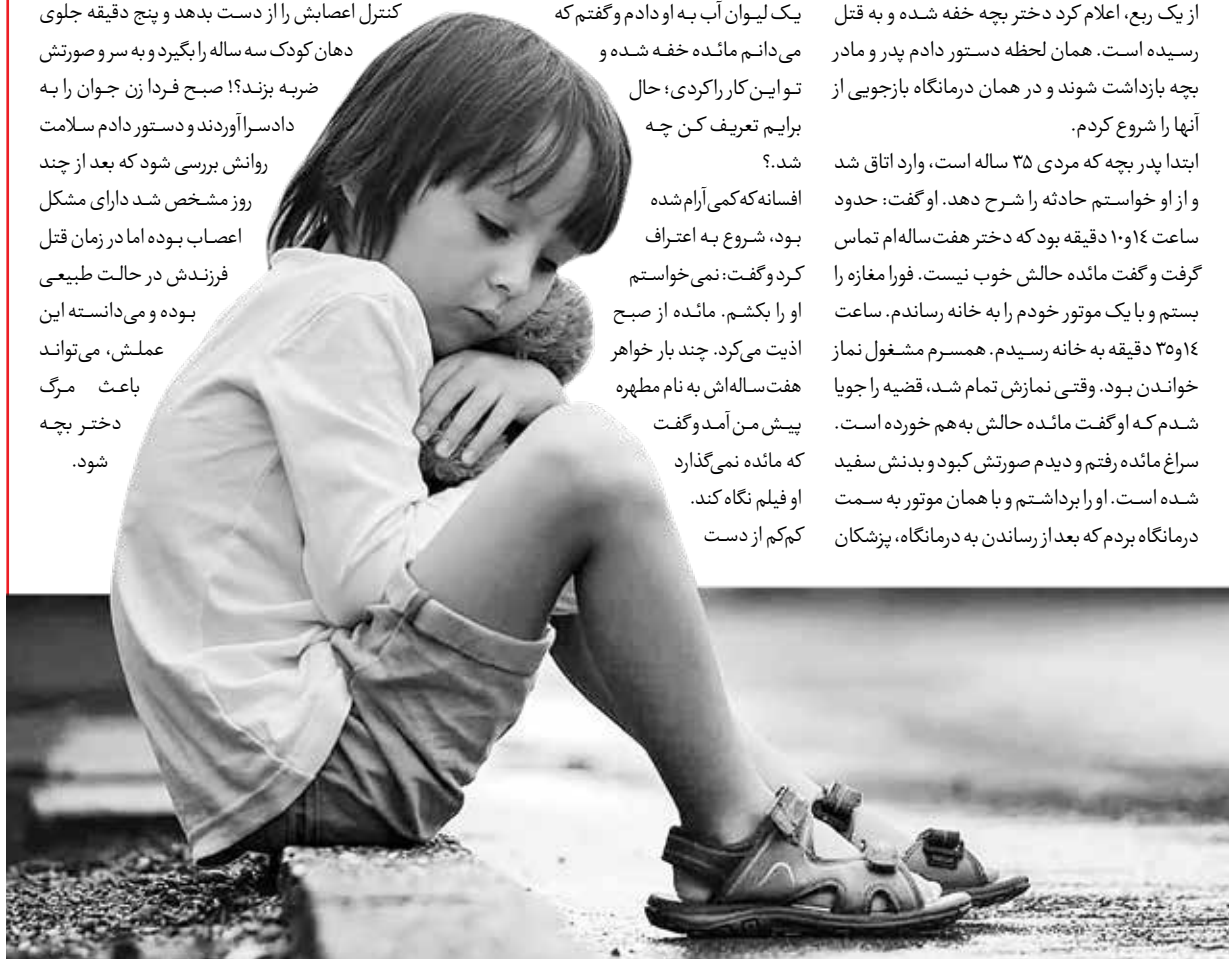 از یک ربع، اعلام کرد دختر بچه خفه شده و به قتل
رسیده است. همان لحظه دستور دادم پدر و مادر
بچه بازداشت شوند و در همان درمانگاه بازجویی از
آنها را شروع کردم.
ابتدا پدر بچه که مردی ۳۵ ساله است، وارد اتاق شد
و از او خواستم حادثه را شرح دهد. او گفت: حدود
ساعت ۱۴و۱۰ دقیقه بود که دختر هفت‌ساله‌ام تماس
گرفت و گفت مائده حالش خوب نیست. فورا مغازه را
بستم و با یک موتور خودم را به خانه رساندم. ساعت
۱۴و۳۵ دقیقه به خانه رسیدم. همسرم مشغول نماز
خواندن بود. وقتی نمازش تمام شد، قضیه را جویا
شدم که او گفت مائده حالش به‌هم خورده است.
سراغ مائده رفتم و دیدم صورتش کبود و بدنش سفید
شده است. او را برداشتم و با همان موتور به سمت
درمانگاه بردم که بعد از رساندن به درمانگاه، پزشکان
یک لیوان آب به او دادم و گفتم که
می‌دانم مائده خفه شده و
تو این کار را کردی؛ حال
برایم تعریف کن چه
شد.؟
افسانه که کمی آرام شده
بود، شروع به اعتراف
کرد و گفت: نمی‌خواستم
او را بکشم. مائده از صبح
اذیت می‌کرد. چند بار خواهر
هفت‌ساله‌اش به نام مطهره
پیش من آمد و گفت
که مائده نمی‌گذارد
او فیلم نگاه کند.
کم‌کم از دست
کنترل اعصابش را از دست بدهد و پنج دقیقه جلوی
دهان کودک سه ساله را بگیرد و به سر و صورتش
ضربه بزند؟! صبح فردا زن جوان را به
دادسرا آوردند و دستور دادم سلامت
روانش بررسی شود که بعد از چند
روز مشخص شد دارای مشکل
اعصاب بوده اما در زمان قتل
فرزندش در حالت طبیعی
بوده و می‌دانسته این
عملش، می‌تواند
باعث مرگ
دختر بچه
شود.